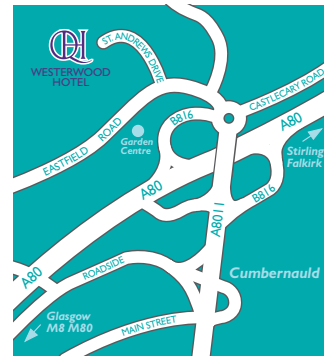 ST. ANDREWS DRIVE
WESTERWOOD
HOTEL
CASTLECARY ROAD
B816
A80
EASTFIELD ROAD
Garden
Centre
Stirling
Falkirk
A80
B816
A8011
A80
ROADSIDE
Cumbernauld
Glasgow
M8 M80
MAIN STREET